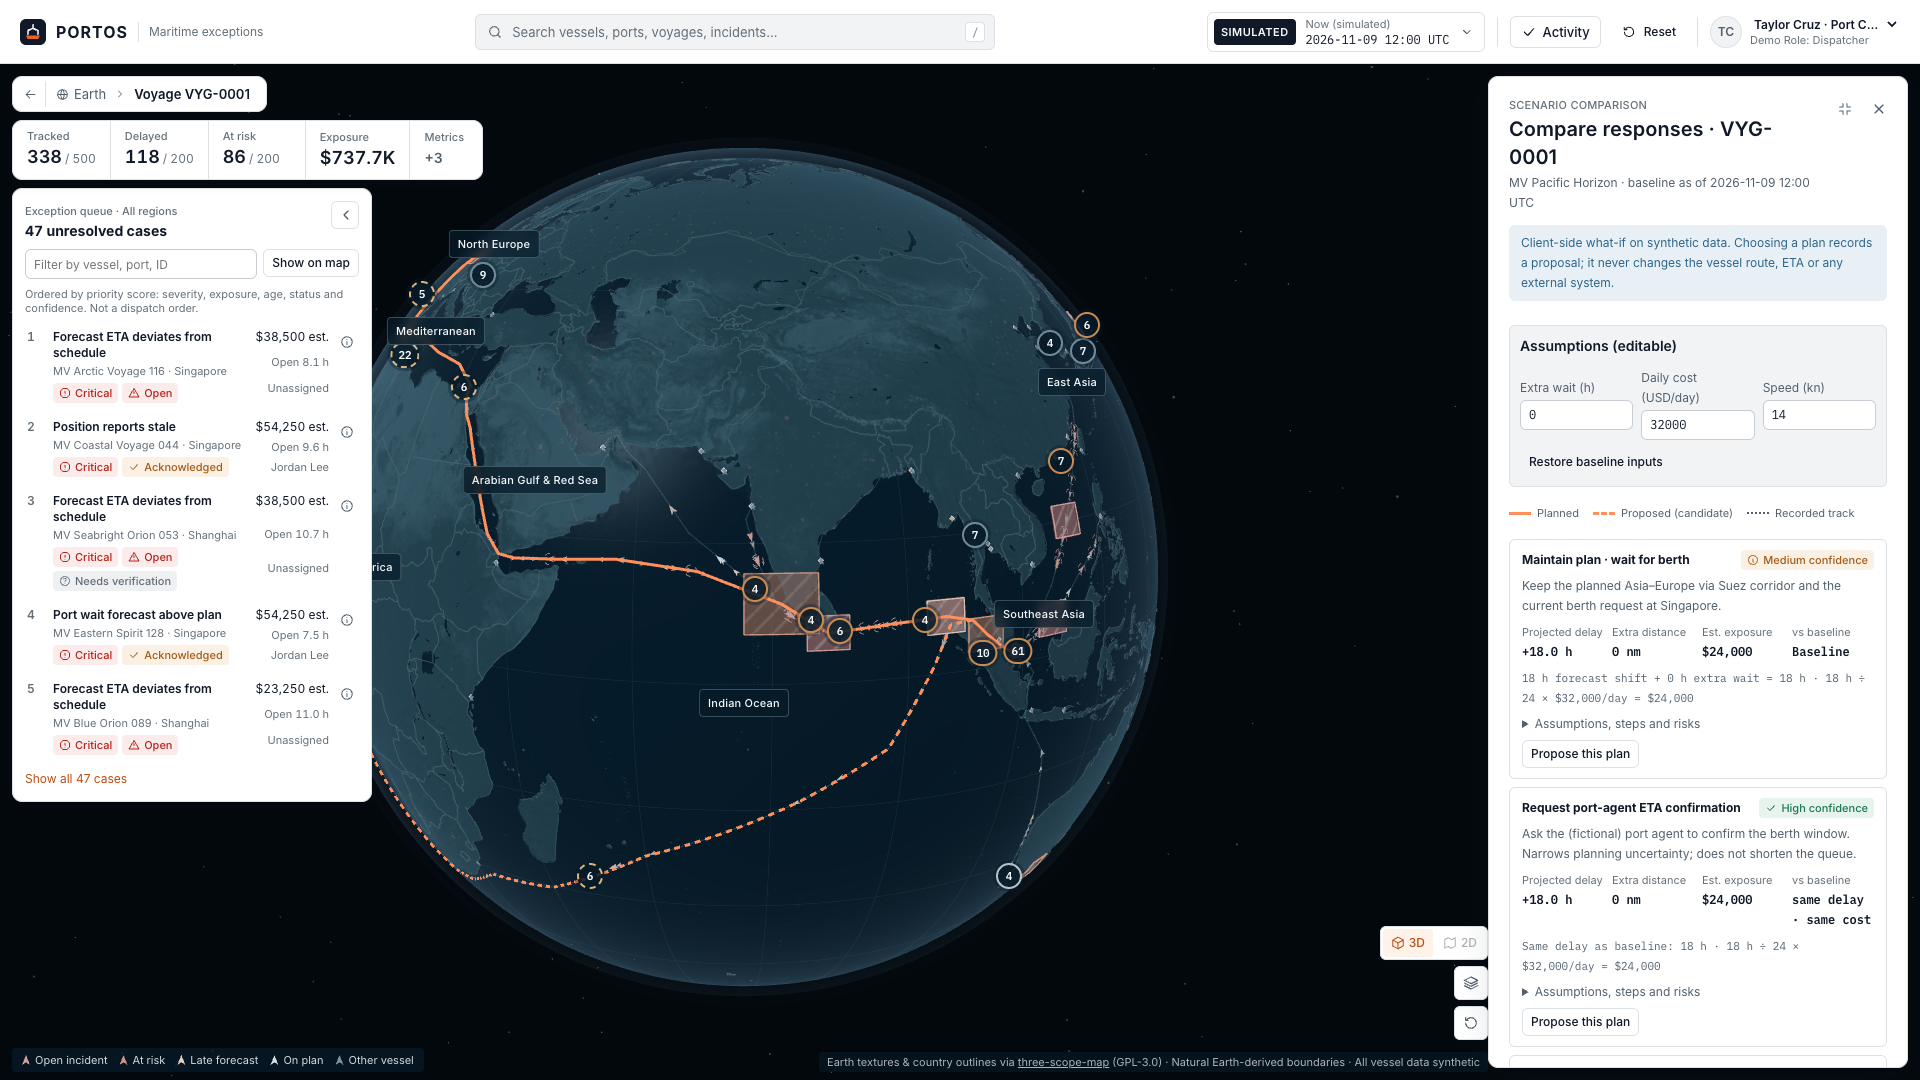 PORTOS
Maritime exceptions
Search vessels, ports, voyages, incidents...
/
SIMULATED
Now (simulated)
2026-11-09 12:00 UTC
Activity
Reset
TC
Taylor Cruz · Port C...
Demo Role: Dispatcher
Earth
Voyage VYG-0001
Tracked
338 / 500
Delayed
118 / 200
At risk
86 / 200
Exposure
$737.7K
Metrics
+3
Exception queue · All regions
47 unresolved cases
Filter by vessel, port, ID
Show on map
Ordered by priority score: severity, exposure, age, status and
confidence. Not a dispatch order.
1
Forecast ETA deviates from
schedule
MV Arctic Voyage 116 · Singapore
Critical
Open
$38,500 est.
Open 8.1 h
Unassigned
2
Position reports stale
MV Coastal Voyage 044 · Singapore
Critical
Acknowledged
$54,250 est.
Open 9.6 h
Jordan Lee
3
Forecast ETA deviates from
schedule
MV Seabright Orion 053 · Shanghai
Critical
Open
Needs verification
$38,500 est.
Open 10.7 h
Unassigned
4
Port wait forecast above plan
MV Eastern Spirit 128 · Singapore
Critical
Acknowledged
$54,250 est.
Open 7.5 h
Jordan Lee
5
Forecast ETA deviates from
schedule
MV Blue Orion 089 · Shanghai
Critical
Open
$23,250 est.
Open 11.0 h
Unassigned
Show all 47 cases
North Europe
9
5
Mediterranean
22
6
Arabian Gulf & Red Sea
rica
6
4
7
East Asia
7
7
4
4
6
4
Southeast Asia
10
61
Indian Ocean
6
4
3D
2D
Open incident
At risk
Late forecast
On plan
Other vessel
Earth textures & country outlines via three-scope-map (GPL-3.0) · Natural Earth-derived boundaries · All vessel data synthetic
SCENARIO COMPARISON
Compare responses · VYG-
0001
MV Pacific Horizon · baseline as of 2026-11-09 12:00
UTC
Client-side what-if on synthetic data. Choosing a plan records
a proposal; it never changes the vessel route, ETA or any
external system.
Assumptions (editable)
Extra wait (h)
0
Daily cost
(USD/day)
32000
Speed (kn)
14
Restore baseline inputs
Planned
Proposed (candidate)
Recorded track
Maintain plan · wait for berth
Medium confidence
Keep the planned Asia–Europe via Suez corridor and the
current berth request at Singapore.
Projected delay
+18.0 h
Extra distance
0 nm
Est. exposure
$24,000
vs baseline
Baseline
18 h forecast shift + 0 h extra wait = 18 h · 18 h ÷
24 × $32,000/day = $24,000
Assumptions, steps and risks
Propose this plan
Request port-agent ETA confirmation
High confidence
Ask the (fictional) port agent to confirm the berth window.
Narrows planning uncertainty; does not shorten the queue.
Projected delay
+18.0 h
Extra distance
0 nm
Est. exposure
$24,000
vs baseline
same delay
· same cost
Same delay as baseline: 18 h · 18 h ÷ 24 ×
$32,000/day = $24,000
Assumptions, steps and risks
Propose this plan